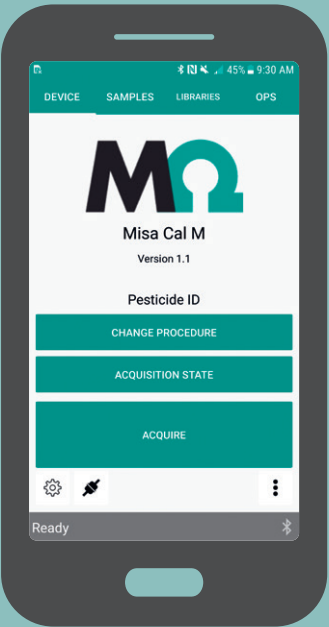 45% 9:30 AM
DEVICE SAMPLES LIBRARIES OPS
MΩ
Misa Cal M
Version 1.1
Pesticide ID
CHANGE PROCEDURE
ACQUISITION STATE
ACQUIRE
Ready